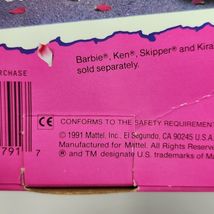 Barbie®, Ken®, Skipper® and Kira
sold separately.
RCHASE
CE CONFORMS TO THE SAFETY REQUIREMENT
© 1991 Mattel, Inc. El Segundo, CA 90245 U.S.A.
Manufactured for Mattel. All Rights
791 7
® and TM designate U.S. trademarks of Ma